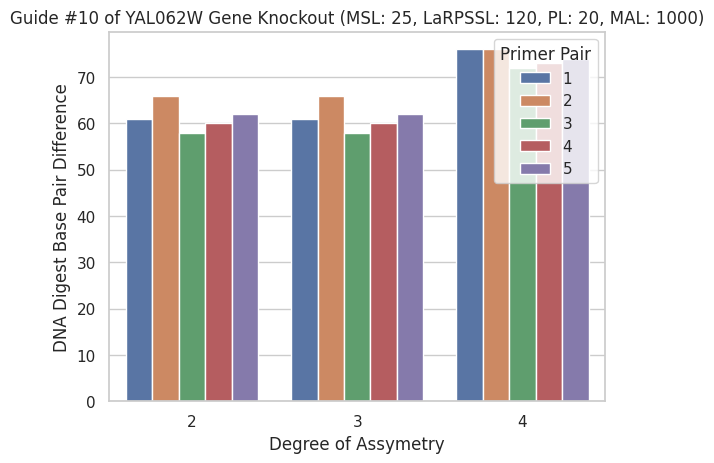 Guide #10 of YAL062W Gene Knockout (MSL: 25, LaRPSSL: 120, PL: 20, MAL: 1000)
Primer Pair
1
2
3
4
5
DNA Digest Base Pair Difference
70
60
50
40
30
20
10
0
2 3 4
Degree of Assymetry